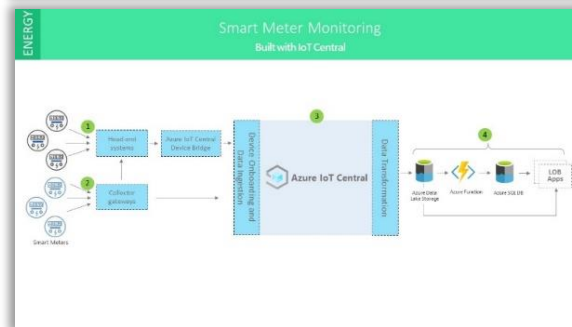 ENERGY
Smart Meter Monitoring
Built with IoT Central
1
Head-end
systems
Azure IoT Central
Device Bridge
2
Collector
gateways
Smart Meters
3
Device Onboarding and
Data Ingestion
Azure IoT Central
Data Transformation
4
Azure Data
Lake Storage
Azure Function
Azure SQL DB
LOB
Apps